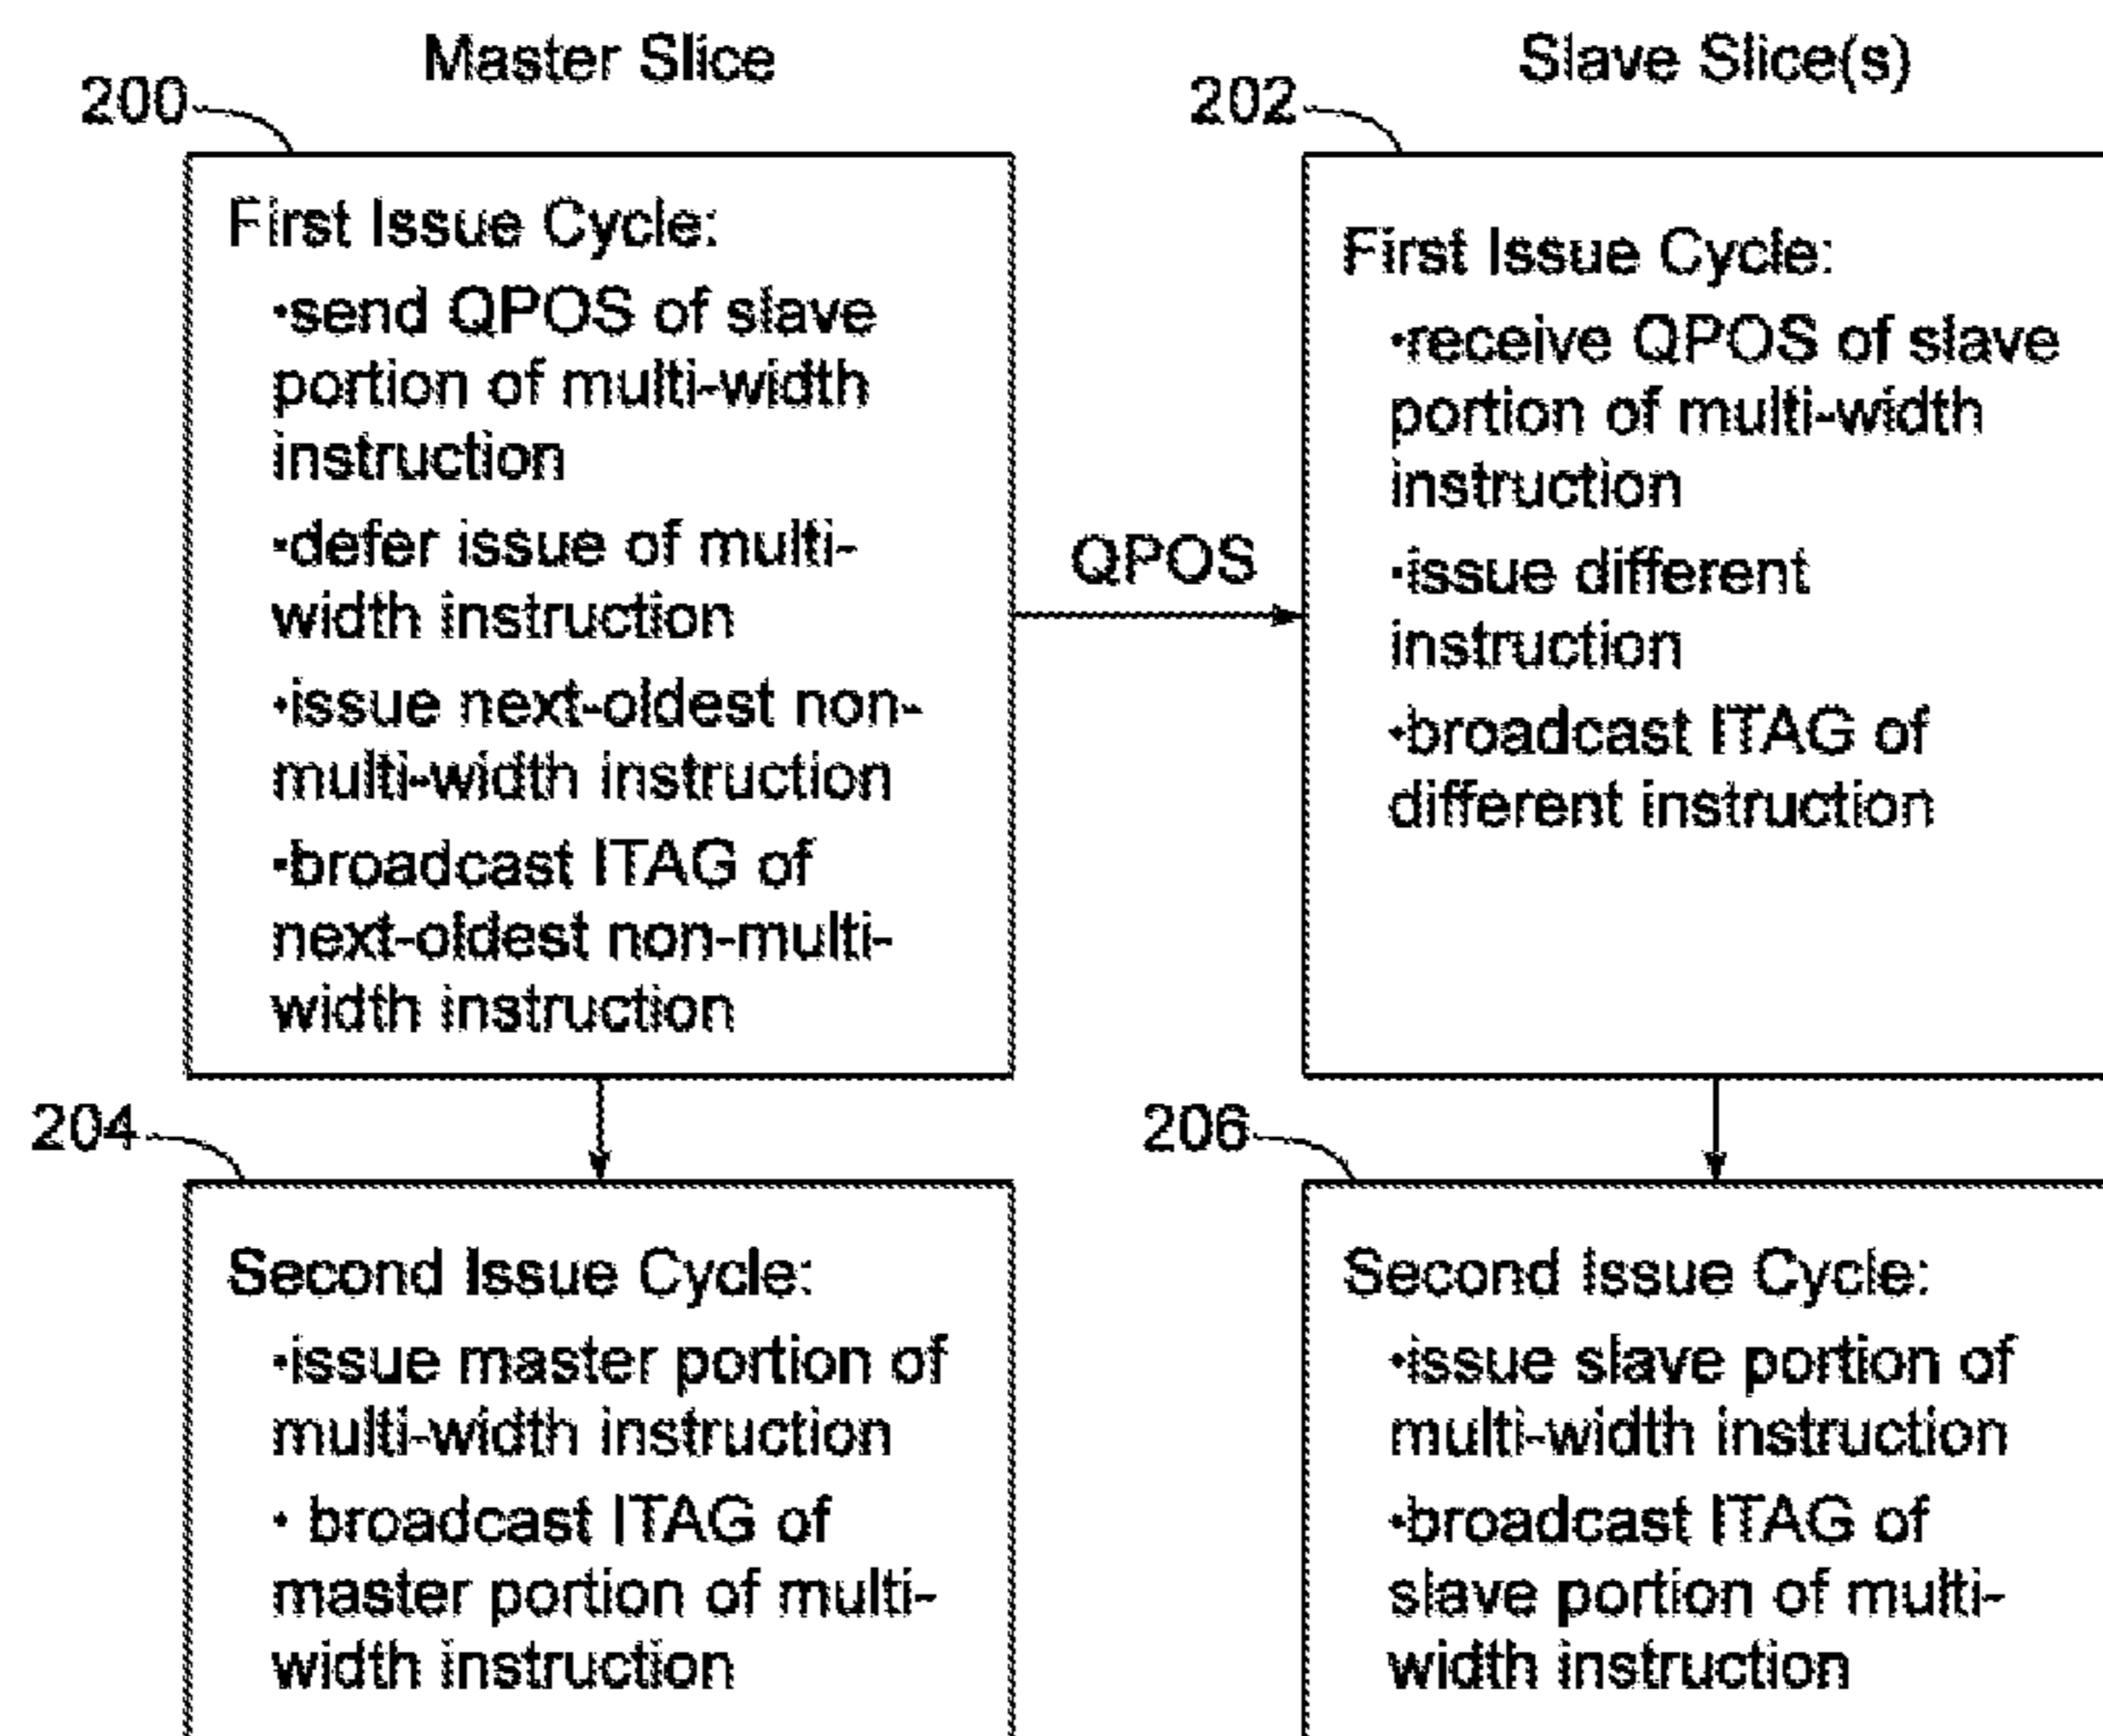 Master Slice
200
First Issue Cycle:
•send QPOS of slave
portion of multi-width
instruction
•defer issue of multi-
width instruction
•issue next-oldest non-
multi-width instruction
•broadcast ITAG of
next-oldest non-multi-
width instruction
QPOS
Slave Slice(s)
202
First Issue Cycle:
•receive QPOS of slave
portion of multi-width
instruction
•issue different
instruction
•broadcast ITAG of
different instruction
204
Second Issue Cycle:
•issue master portion of
multi-width instruction
• broadcast ITAG of
master portion of multi-
width instruction
206
Second Issue Cycle:
•issue slave portion of
multi-width instruction
•broadcast ITAG of
slave portion of multi-
width instruction